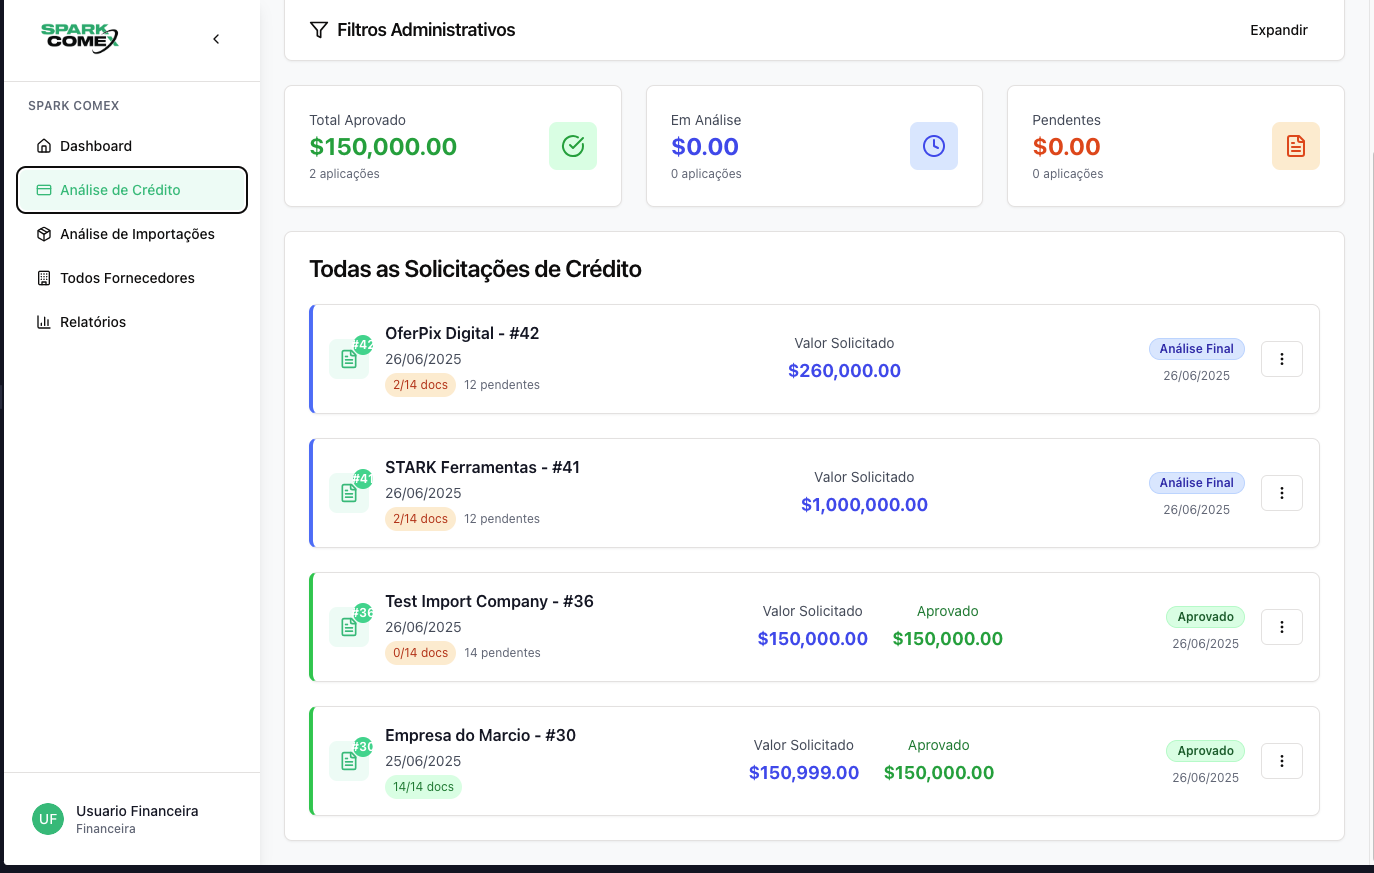 SPARK
COMEX
SPARK COMEX
Dashboard
Análise de Crédito
Análise de Importações
Todos Fornecedores
Relatórios
UF
Usuario Financeira
Financeira
Filtros Administrativos
Expandir
Total Aprovado
$150,000.00
2 aplicações
Em Análise
$0.00
0 aplicações
Pendentes
$0.00
0 aplicações
Todas as Solicitações de Crédito
#42
OferPix Digital - #42
26/06/2025
2/14 docs 12 pendentes
Valor Solicitado
$260,000.00
Análise Final
26/06/2025
#41
STARK Ferramentas - #41
26/06/2025
2/14 docs 12 pendentes
Valor Solicitado
$1,000,000.00
Análise Final
26/06/2025
#36
Test Import Company - #36
26/06/2025
0/14 docs 14 pendentes
Valor Solicitado
$150,000.00
Aprovado
$150,000.00
Aprovado
26/06/2025
#30
Empresa do Marcio - #30
25/06/2025
14/14 docs
Valor Solicitado
$150,999.00
Aprovado
$150,000.00
Aprovado
26/06/2025